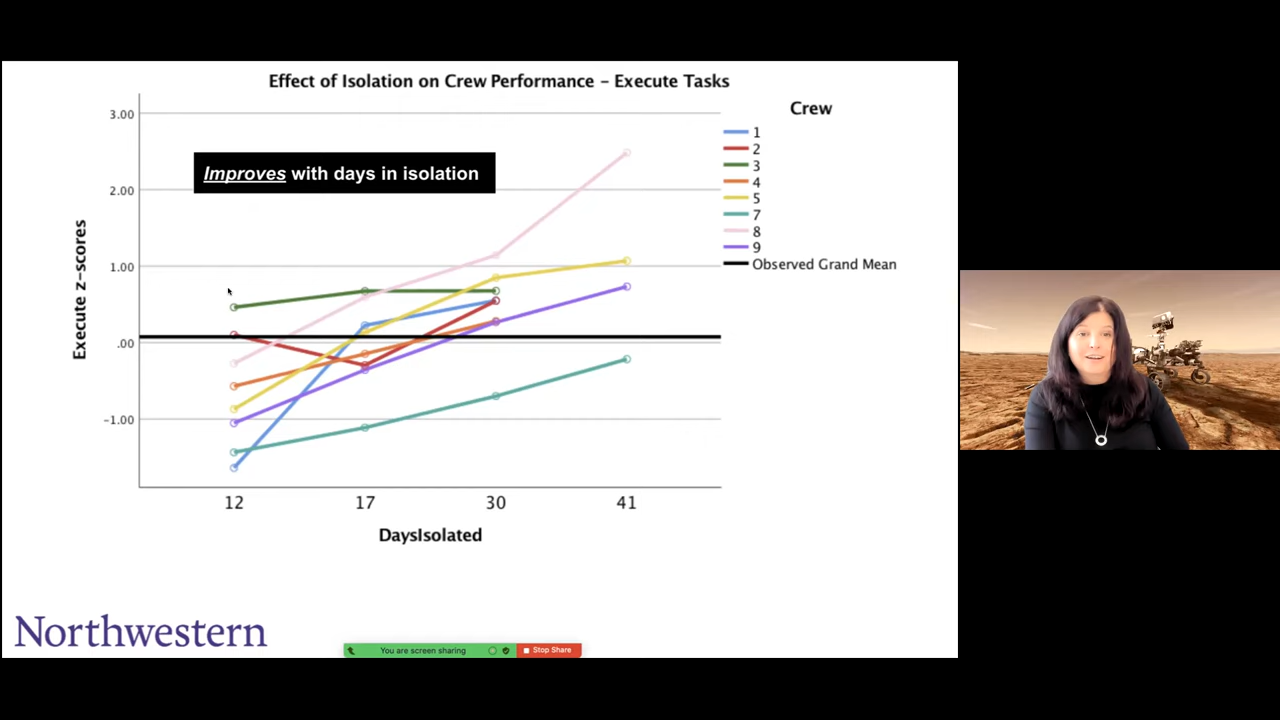 Effect of Isolation on Crew Performance – Execute Tasks
Crew
3.00
2.00
1.00
.00
-1.00
Execute z-scores
Improves with days in isolation
1
2
3
4
5
7
8
9
Observed Grand Mean
12 17 30 41
DaysIsolated
Northwestern
You are screen sharing
Stop Share